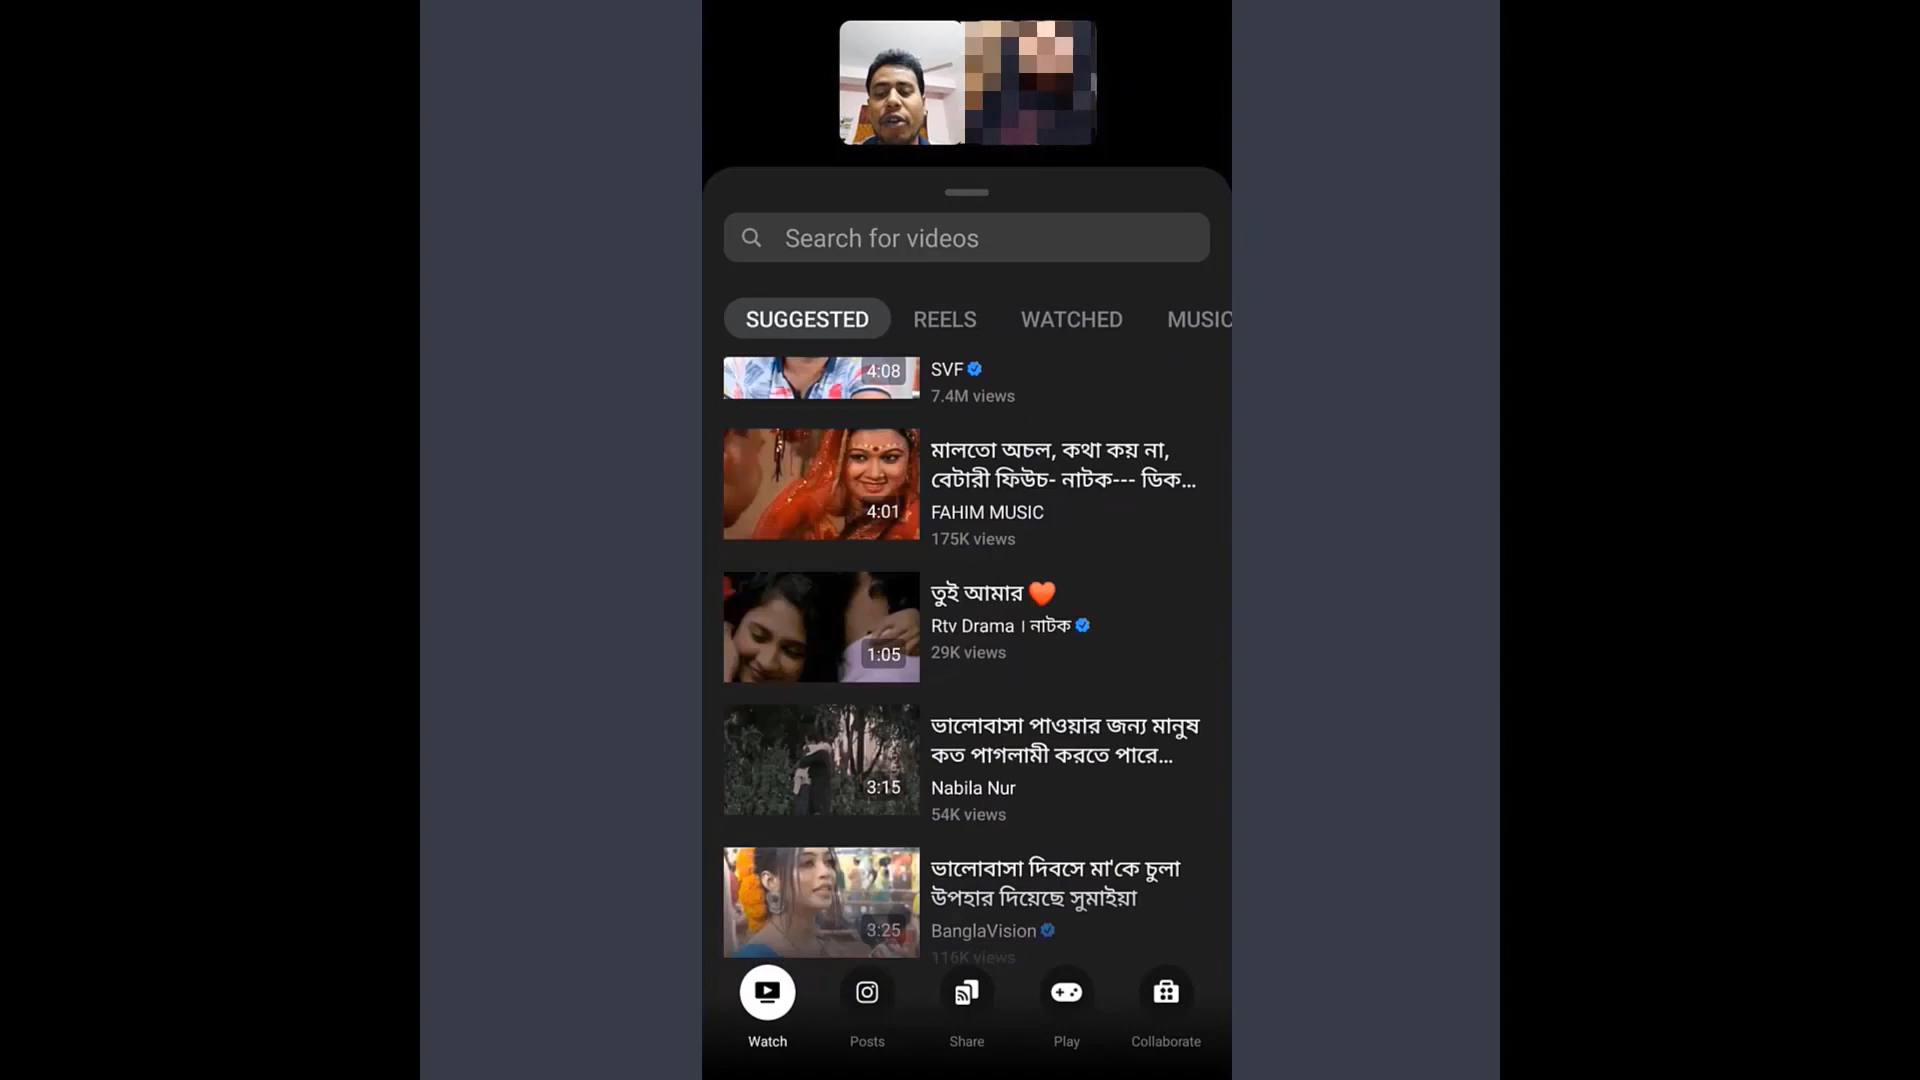 Search for videos
SUGGESTED REELS WATCHED MUSIC
4:08
SVF
7.4M views
মালতো অচল, কথা কয় না,
বেটারী ফিউচ- নাটক--- ডিক...
4:01
FAHIM MUSIC
175K views
তুই আমার
Rtv Drama । নাটক
1:05
29K views
ভালোবাসা পাওয়ার জন্য মানুষ
কত পাগলামী করতে পারে...
3:15
Nabila Nur
54K views
ভালোবাসা দিবসে মা'কে চুলা
উপহার দিয়েছে সুমাইয়া
3:25
BanglaVision
116K views
Watch Posts Share Play Collaborate